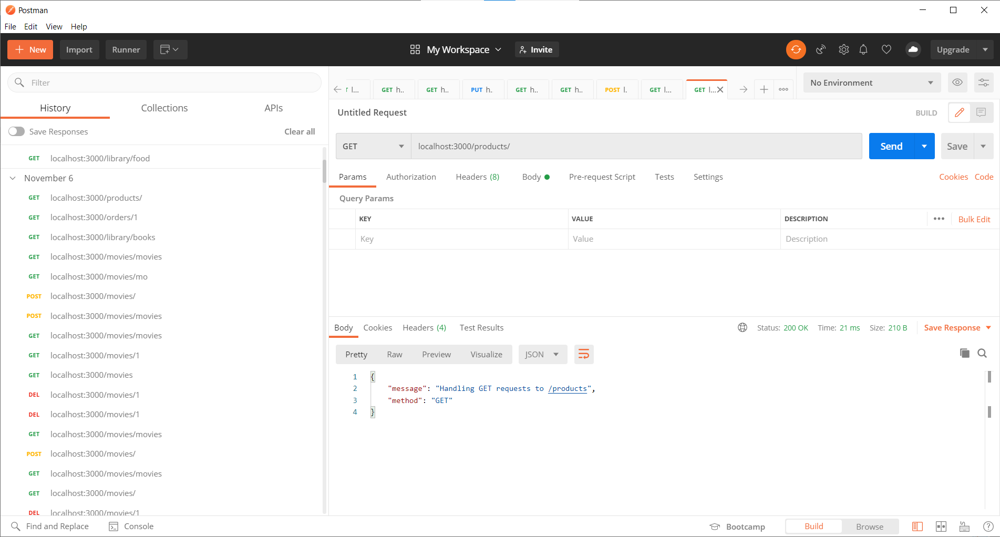 Postman
File Edit View Help
New Import Runner My Workspace Invite Upgrade
Filter
History Collections APIs
Save Responses Clear all
GET localhost:3000/library/food
November 6
GET localhost:3000/products/
GET localhost:3000/orders/1
GET localhost:3000/library/books
GET localhost:3000/movies/movies
GET localhost:3000/movies/mo
POST localhost:3000/movies/
POST localhost:3000/movies/movies
GET localhost:3000/movies/movies
GET localhost:3000/movies/1
GET localhost:3000/movies
DEL localhost:3000/movies/1
DEL localhost:3000/movies/1
GET localhost:3000/movies/movies
POST localhost:3000/movies/
GET localhost:3000/movies/movies
GET localhost:3000/movies/
DEL localhost:3000/movies/1
l... GET h.. GET h.. PUT h. GET h.. GET h.. POST l. GET l... GET l... No Environment
Untitled Request BUILD
GET localhost:3000/products/ Send Save
Params Authorization Headers (8) Body Pre-request Script Tests Settings Cookies Code
Query Params
KEY VALUE DESCRIPTION ••• Bulk Edit
Key Value Description
Body Cookies Headers (4) Test Results Status: 200 OK Time: 21 ms Size: 210 B Save Response
Pretty Raw Preview Visualize JSON
1 {
2 "message": "Handling GET requests to /products",
3 "method": "GET"
4 }
Find and Replace Console Bootcamp Build Browse